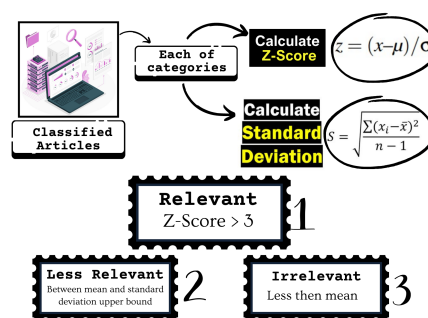 Classified
Articles
Each of
categories
Calculate
Z-Score
z = (x–μ)/σ
Calculate
Standard
Deviation
S = √(∑(xᵢ–x̄)² / (n – 1))
Relevant
Z-Score > 3
1
Less Relevant
Between mean and standard
deviation upper bound
2
Irrelevant
Less then mean
3